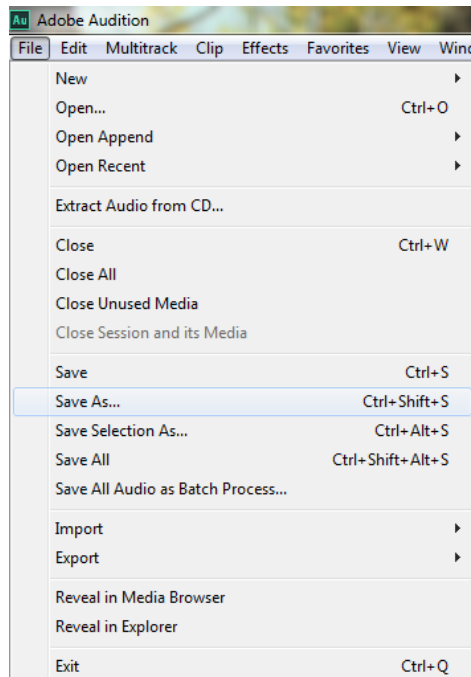 Au Adobe Audition
File Edit Multitrack Clip Effects Favorites View
New
Open... Ctrl+O
Open Append
Open Recent
Extract Audio from CD...
Close Ctrl+W
Close All
Close Unused Media
Close Session and its Media
Save Ctrl+S
Save As... Ctrl+Shift+S
Save Selection As... Ctrl+Alt+S
Save All Ctrl+Shift+Alt+S
Save All Audio as Batch Process...
Import
Export
Reveal in Media Browser
Reveal in Explorer
Exit Ctrl+Q